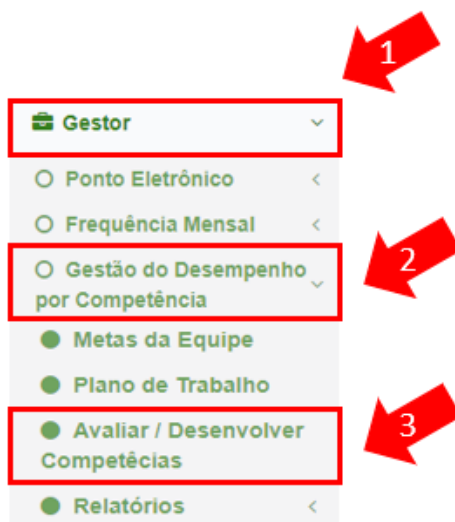 1
Gestor
Ponto Eletrônico
Frequência Mensal
2
Gestão do Desempenho
por Competência
Metas da Equipe
Plano de Trabalho
3
Avaliar / Desenvolver
Competêcias
Relatórios